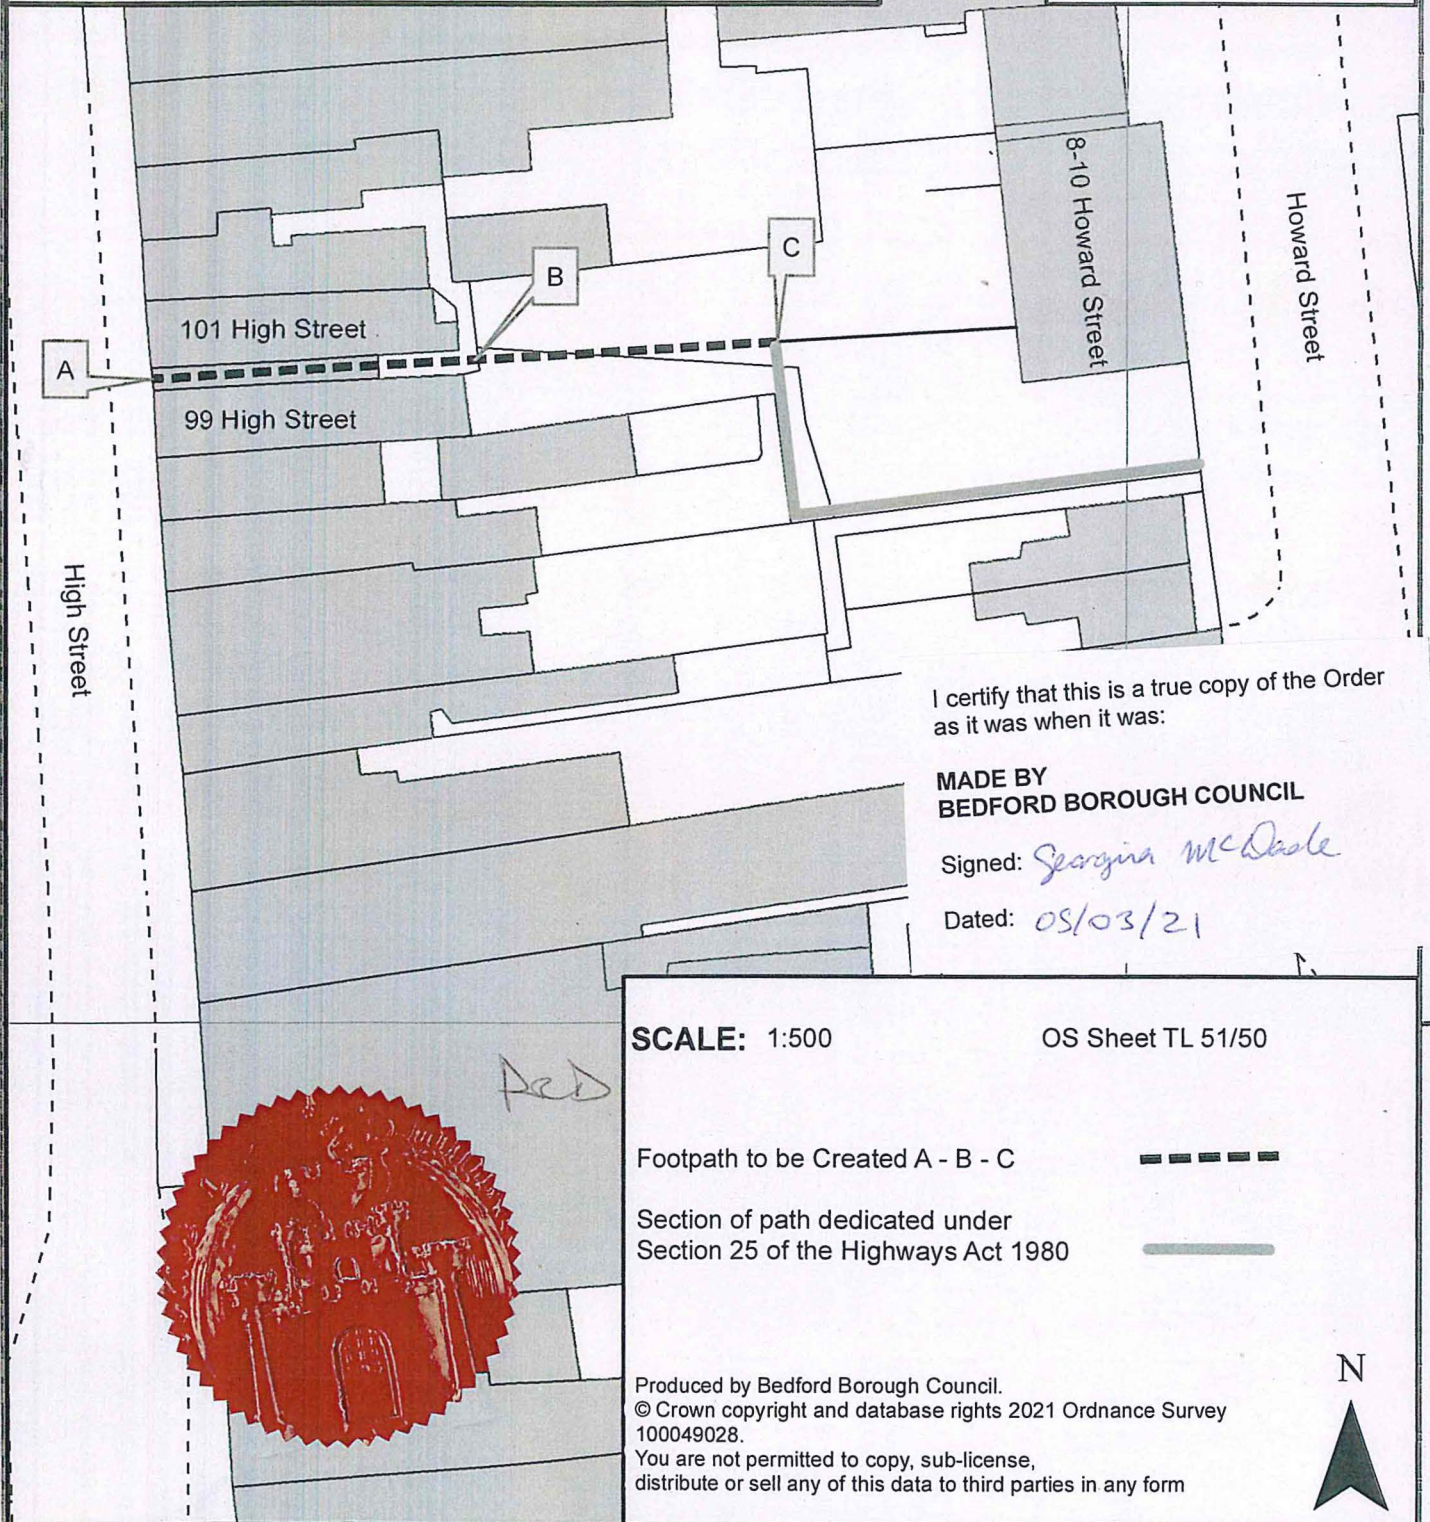 8-10 Howard Street
Howard Street
C
B
101 High Street
A
99 High Street
High Street
I certify that this is a true copy of the Order
as it was when it was:
MADE BY
BEDFORD BOROUGH COUNCIL
Signed: Georgina McDade
Dated: 05/03/21
SCALE: 1:500 OS Sheet TL 51/50
Footpath to be Created A - B - C
Section of path dedicated under
Section 25 of the Highways Act 1980
N
Produced by Bedford Borough Council.
© Crown copyright and database rights 2021 Ordnance Survey
100049028.
You are not permitted to copy, sub-license,
distribute or sell any of this data to third parties in any form